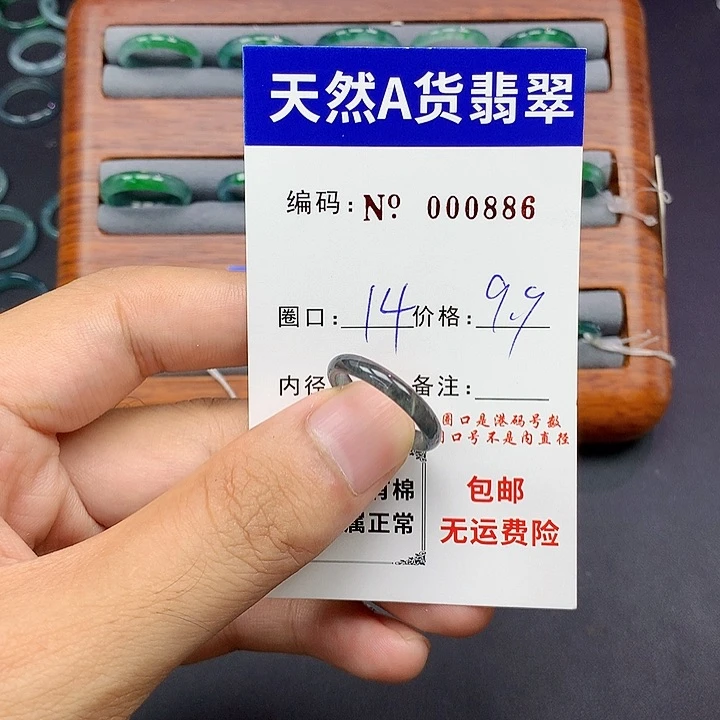 天然A货翡翠
编码: Nº 000886
圈口: 14 价格: 9.9
内径 备注:
圈口是港码号数
口号不是内直径
有棉
属正常
包邮
无运费险